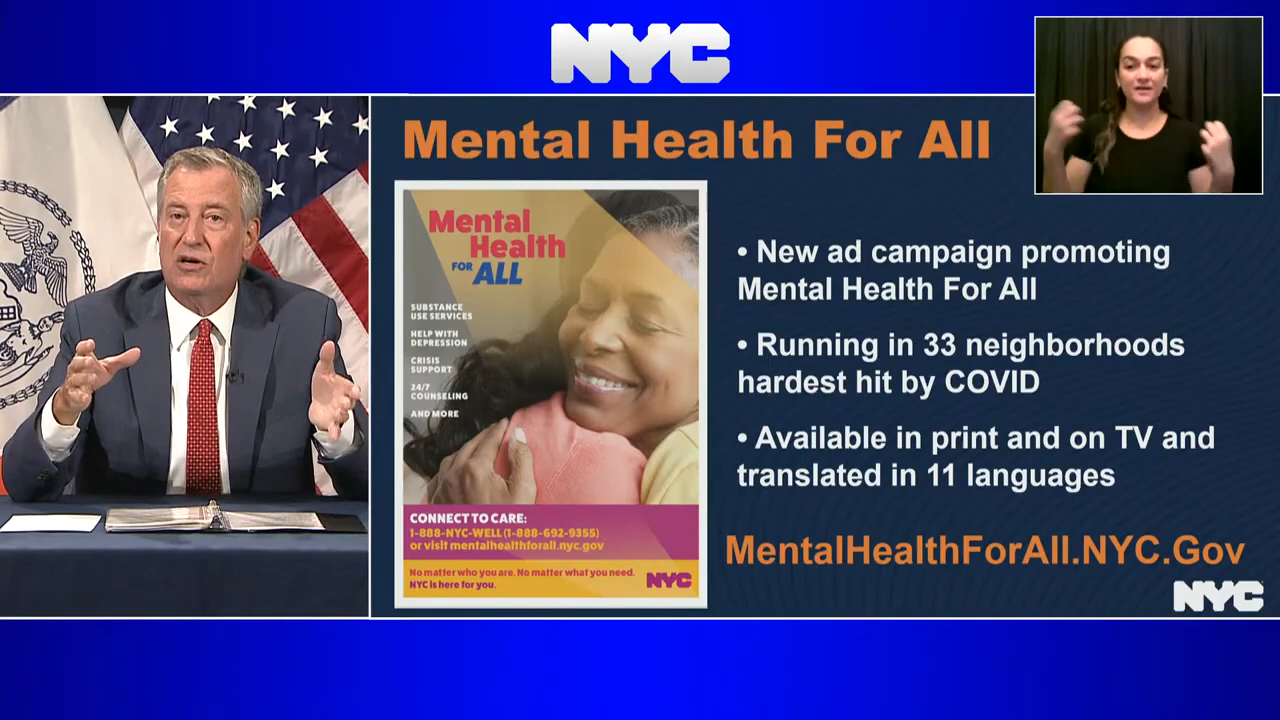 NYC
Mental Health For All
Mental
Health
FOR ALL
SUBSTANCE
USE SERVICES
HELP WITH
DEPRESSION
CRISIS
SUPPORT
24/7
COUNSELING
AND MORE
CONNECT TO CARE:
1-888-NYC-WELL (1-888-692-9355)
or visit mentalhealthforall.nyc.gov
No matter who you are. No matter what you need.
NYC is here for you.
NYC
• New ad campaign promoting
Mental Health For All
• Running in 33 neighborhoods
hardest hit by COVID
• Available in print and on TV and
translated in 11 languages
MentalHealthForAll.NYC.Gov
NYC